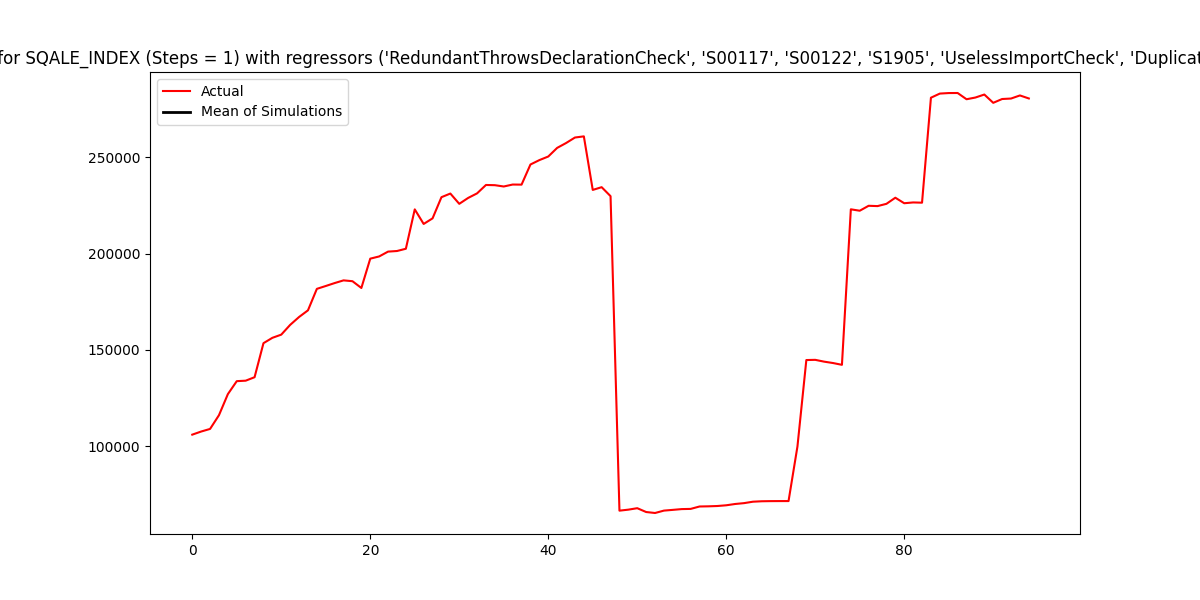 for SQALE_INDEX (Steps = 1) with regressors ('RedundantThrowsDeclarationCheck', 'S00117', 'S00122', 'S1905', 'UselessImportCheck', 'Duplicat
Actual
Mean of Simulations
250000
200000
150000
100000
0 20 40 60 80